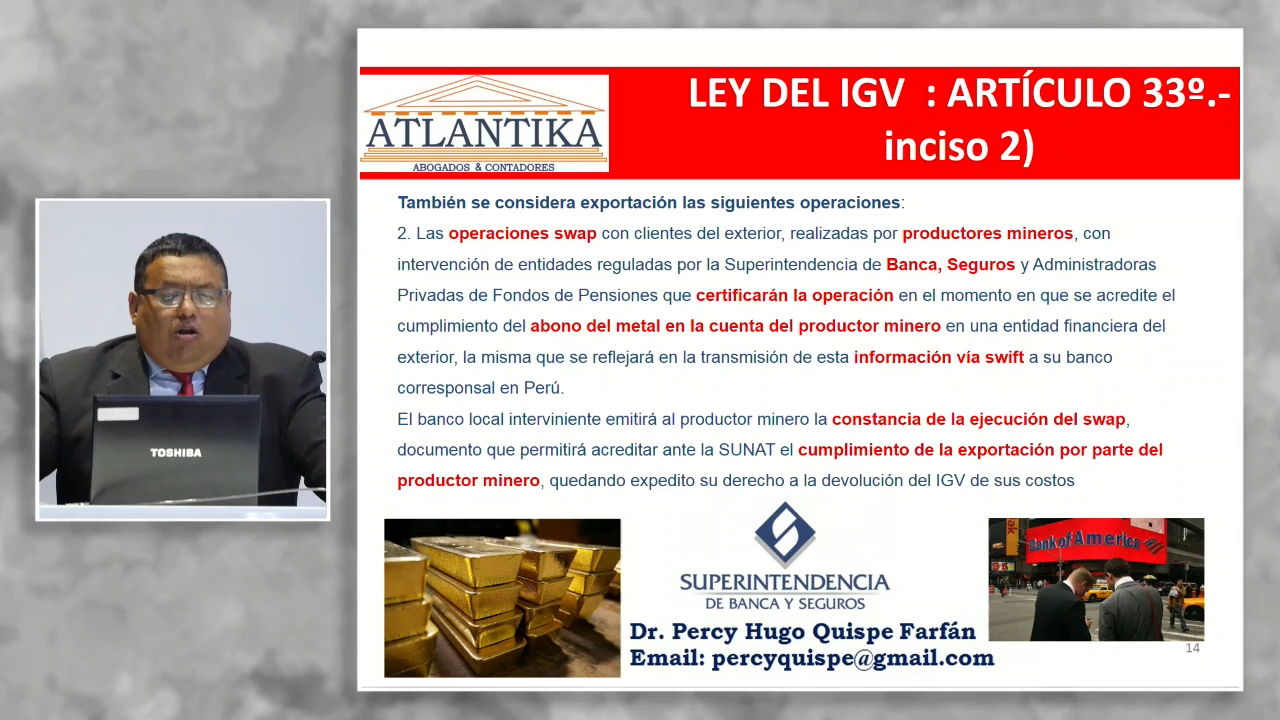 ATLANTIKA
ABOGADOS & CONTADORES
LEY DEL IGV : ARTÍCULO 33º.-
inciso 2)
También se considera exportación las siguientes operaciones:
2. Las operaciones swap con clientes del exterior, realizadas por productores mineros, con
intervención de entidades reguladas por la Superintendencia de Banca, Seguros y Administradoras
Privadas de Fondos de Pensiones que certificarán la operación en el momento en que se acredite el
cumplimiento del abono del metal en la cuenta del productor minero en una entidad financiera del
exterior, la misma que se reflejará en la transmisión de esta información vía swift a su banco
corresponsal en Perú.
El banco local interviniente emitirá al productor minero la constancia de la ejecución del swap,
documento que permitirá acreditar ante la SUNAT el cumplimiento de la exportación por parte del
productor minero, quedando expedito su derecho a la devolución del IGV de sus costos
TOSHIBA
Bank of America
SUPERINTENDENCIA
DE BANCA Y SEGUROS
Dr. Percy Hugo Quispe Farfán
Email: percyquispe@gmail.com
14